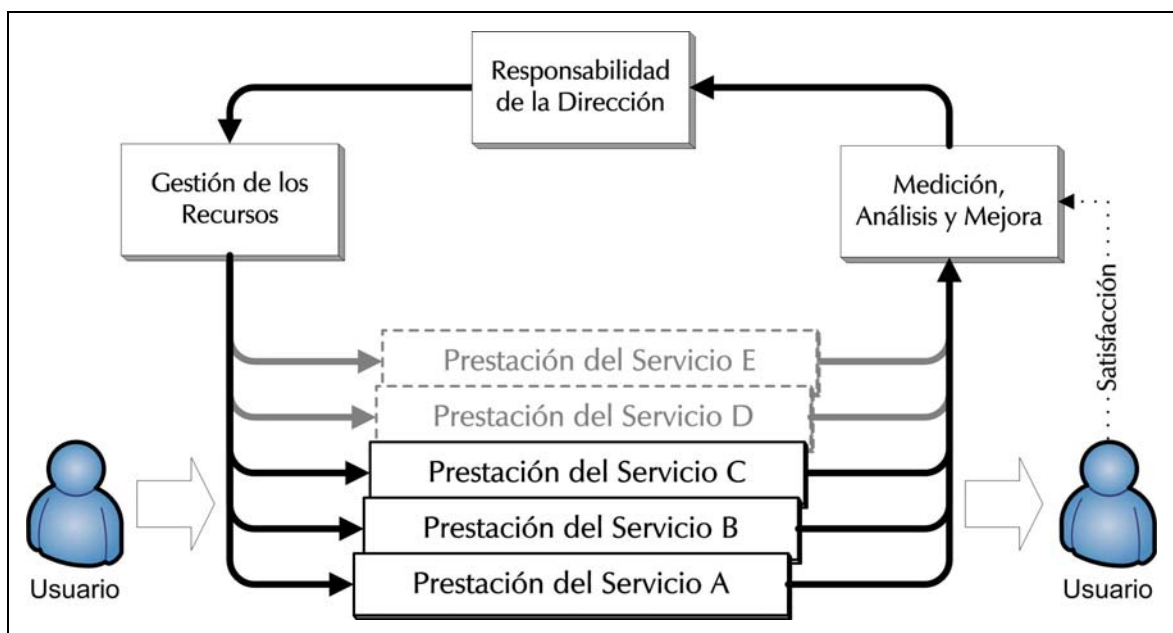 Responsabilidad
de la Dirección
Gestión de los
Recursos
Medición,
Análisis y Mejora
Satisfacción
Prestación del Servicio E
Prestación del Servicio D
Prestación del Servicio C
Prestación del Servicio B
Prestación del Servicio A
Usuario
Usuario